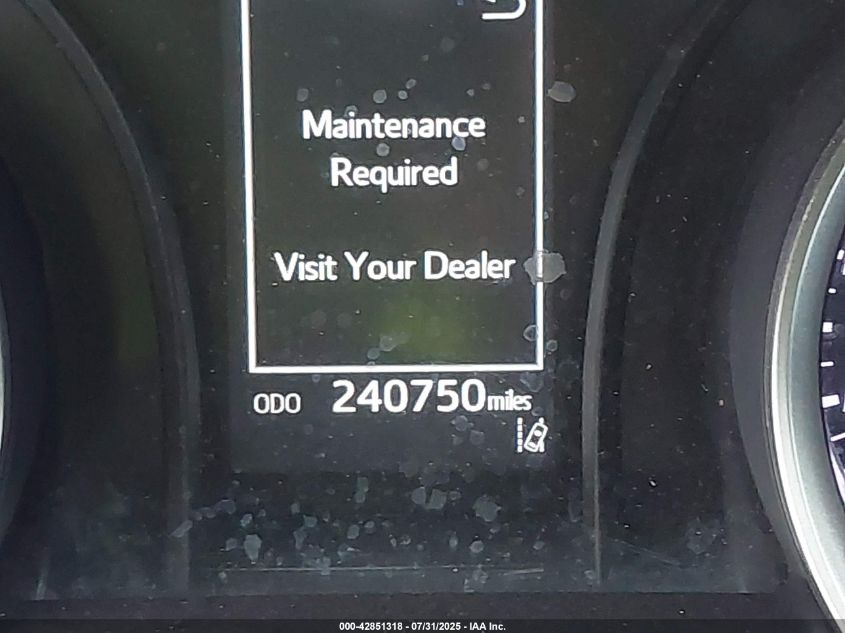 Maintenance
Required
Visit Your Dealer
ODO 240750 miles
000-42851318 - 07/31/2025 - IAA Inc.